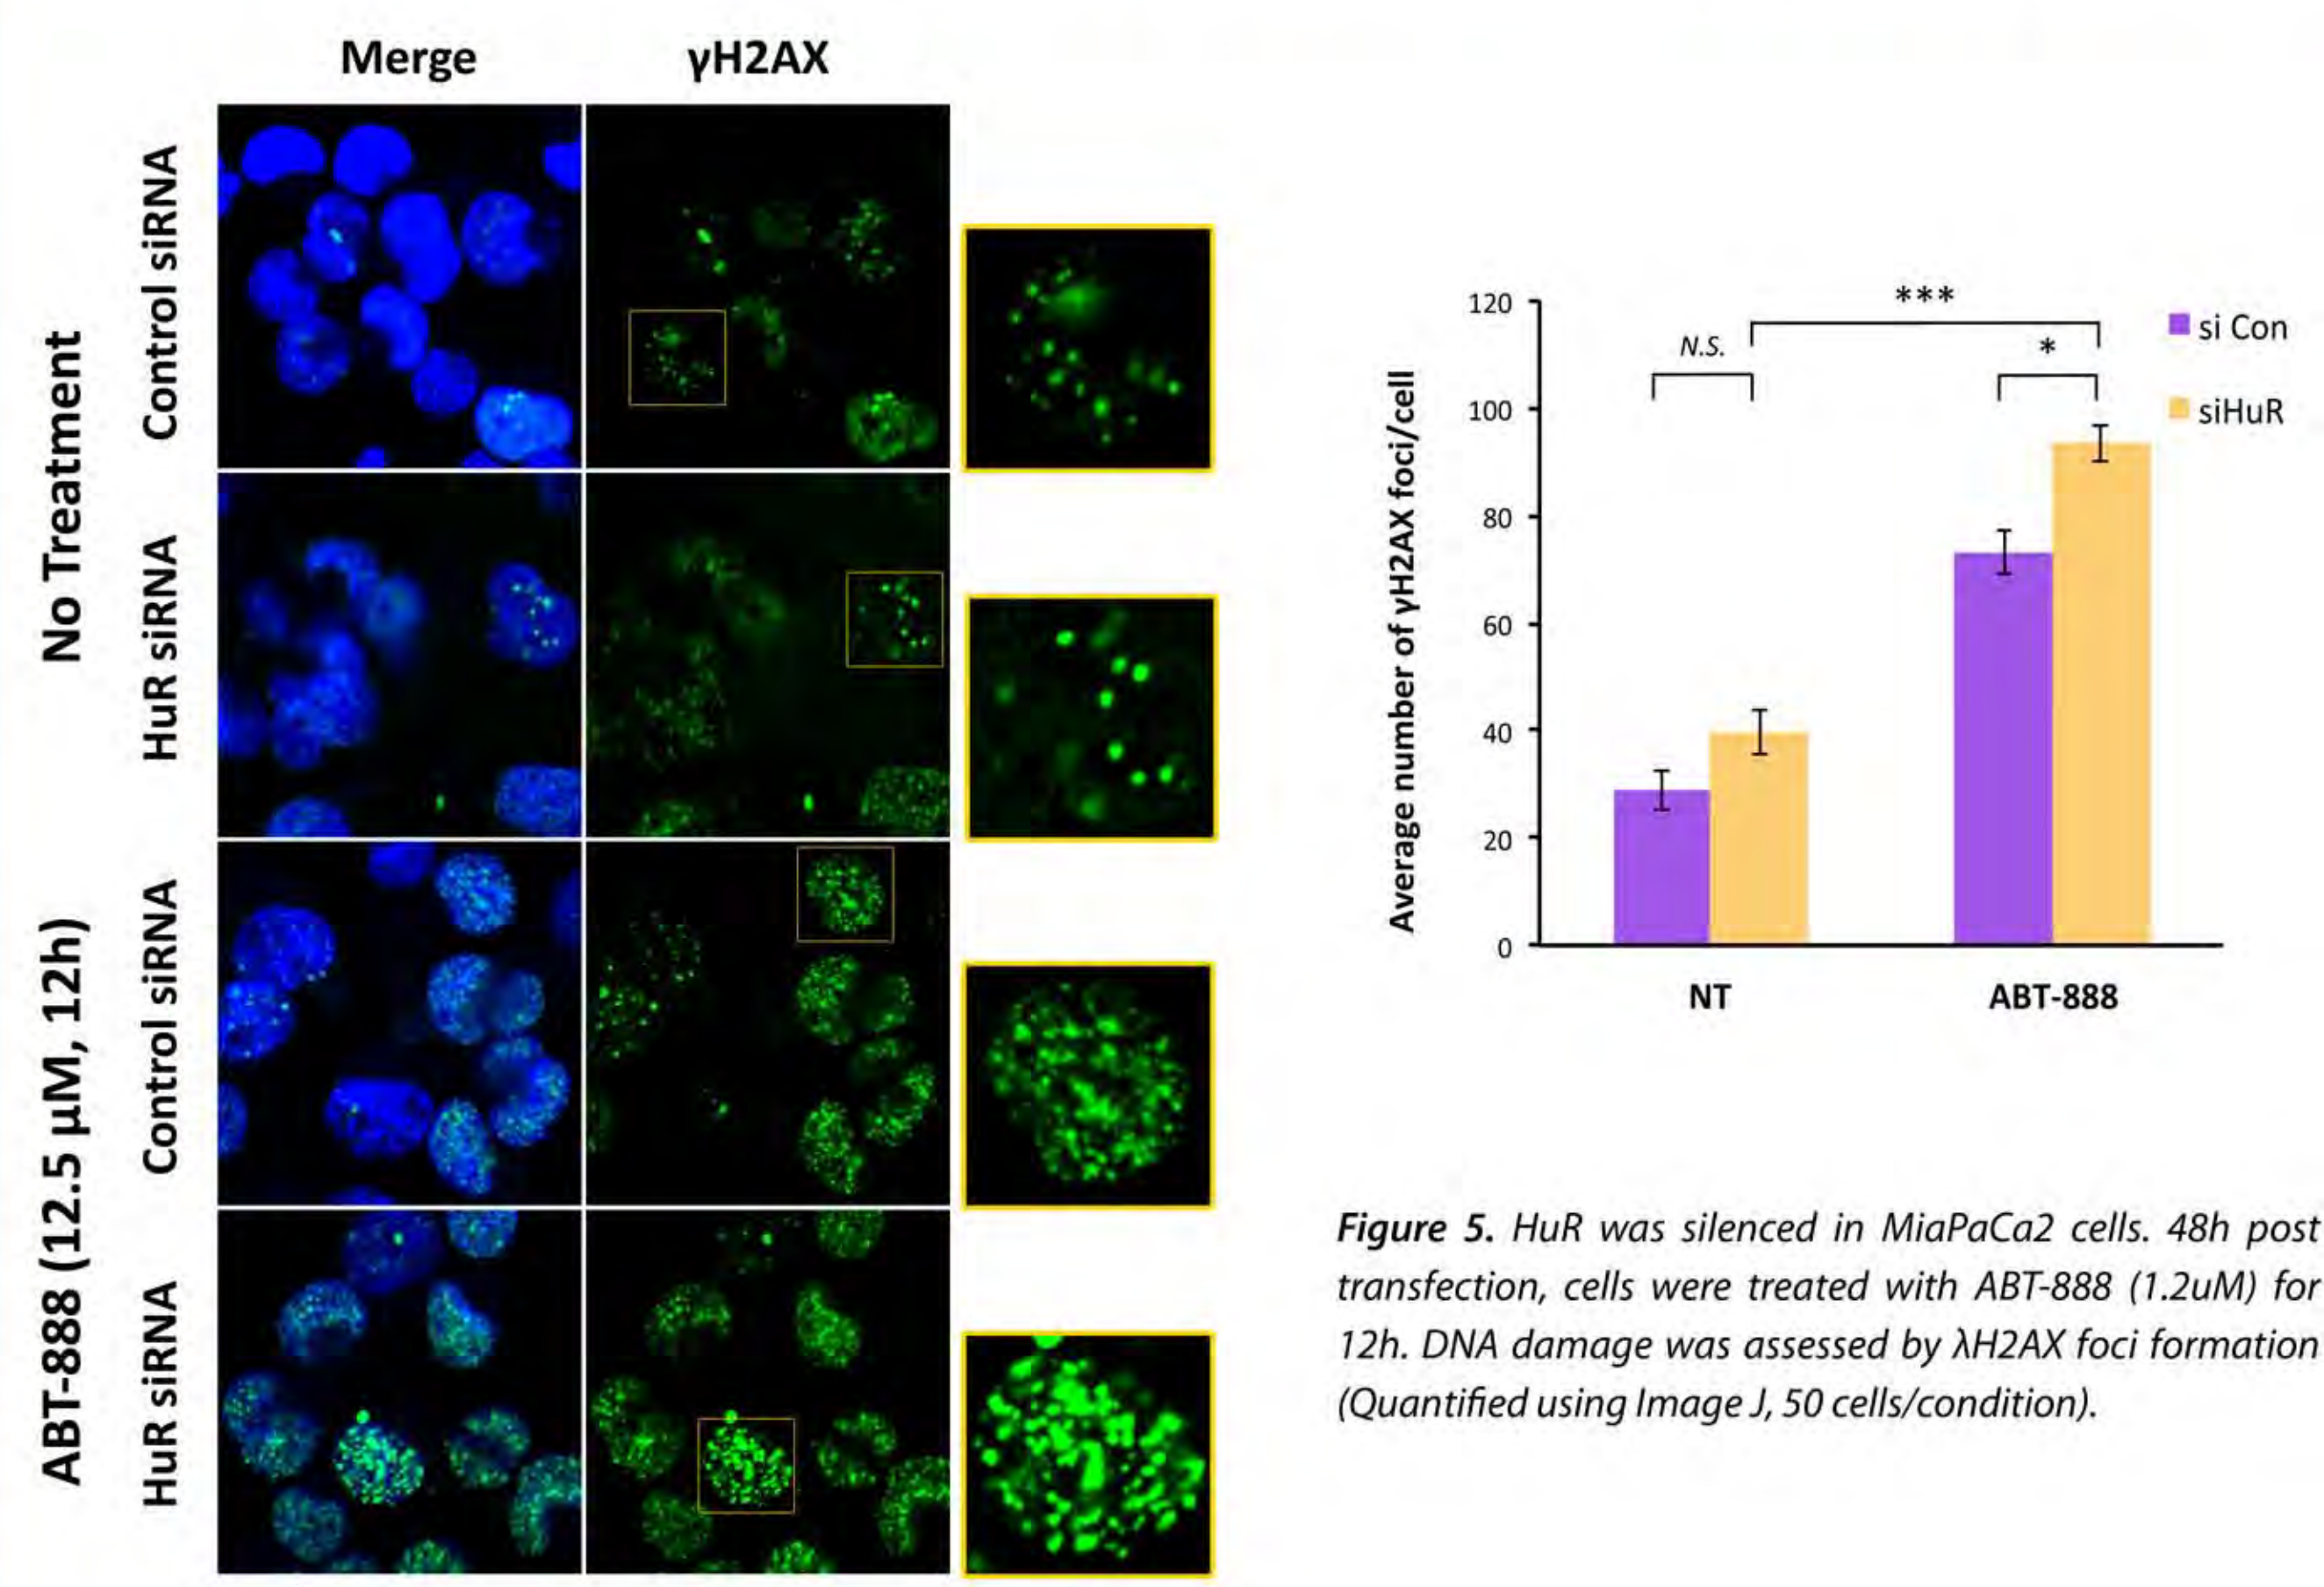 Merge
γH2AX
No Treatment
Control siRNA
HuR siRNA
ABT-888 (12.5 µM, 12h)
Control siRNA
HuR siRNA
Average number of γH2AX foci/cell
120
100
80
60
40
20
0
N.S.
***
*
si Con
siHuR
NT
ABT-888
Figure 5. HuR was silenced in MiaPaCa2 cells. 48h post
transfection, cells were treated with ABT-888 (1.2uM) for
12h. DNA damage was assessed by λH2AX foci formation
(Quantified using Image J, 50 cells/condition).